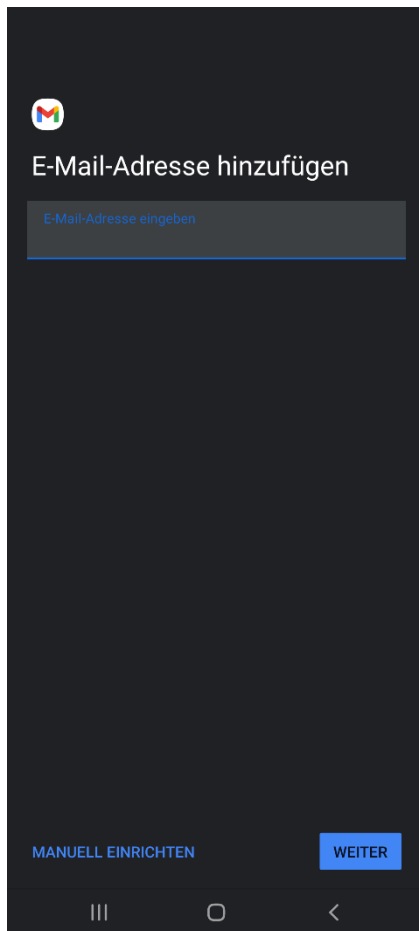 E-Mail-Adresse hinzufügen
E-Mail-Adresse eingeben
MANUELL EINRICHTEN
WEITER